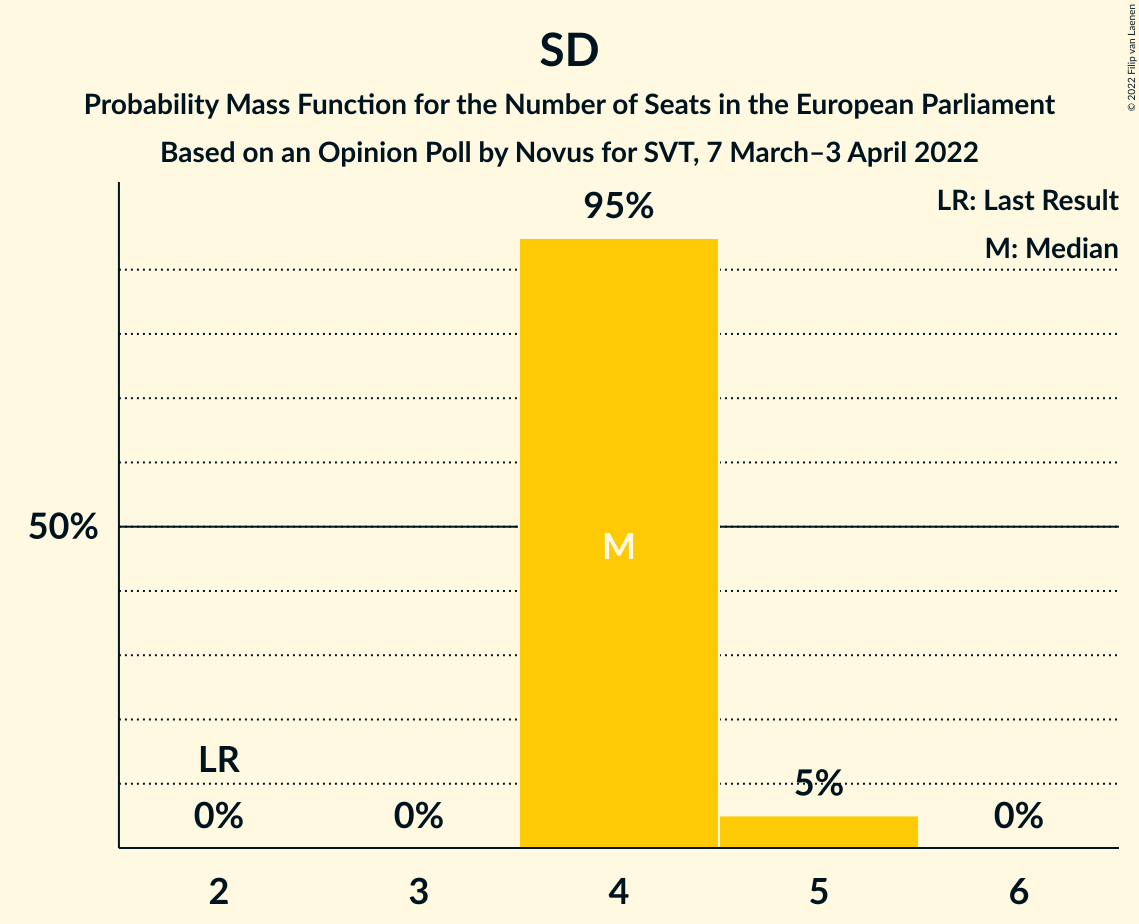 SD
Probability Mass Function for the Number of Seats in the European Parliament
Based on an Opinion Poll by Novus for SVT, 7 March–3 April 2022
© 2022 Filip van Laenen
LR: Last Result
M: Median
95%
50%
M
LR
0%
0%
5%
0%
2
3
4
5
6